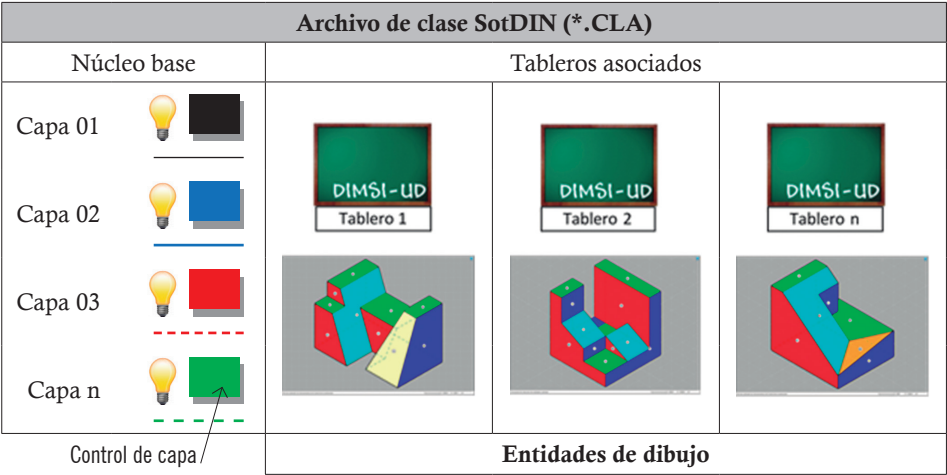 Archivo de clase SotDIN (*.CLA)
Núcleo base
Tableros asociados
Capa 01
Capa 02
Capa 03
Capa n
Control de capa
DIMSI-UD
Tablero 1
DIMSI-UD
Tablero 2
DIMSI-UD
Tablero n
Entidades de dibujo